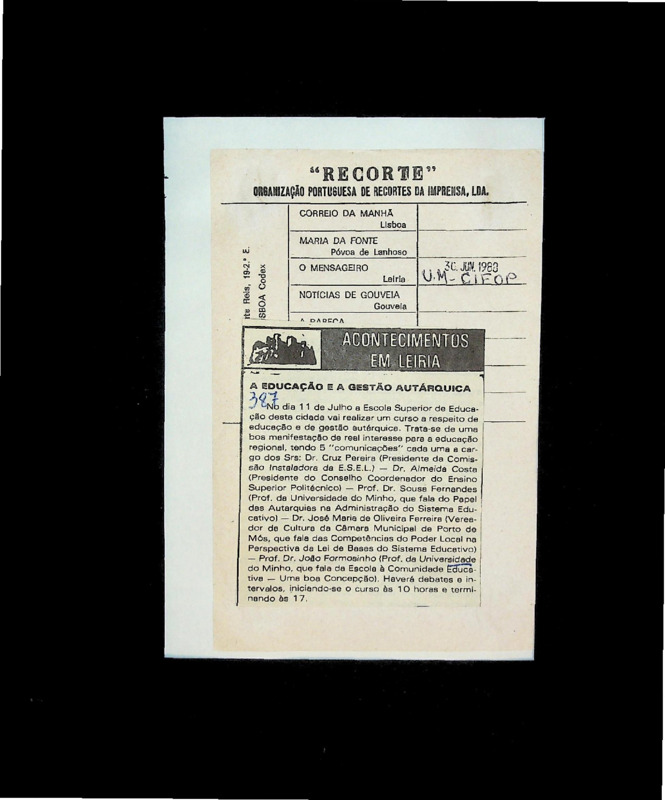 "RECORTE"
ORGANIZAÇÃO PORTUGUESA DE RECORTES DA IMPRENSA, LDA.
CORREIO DA MANHÃ
Lisboa
MARIA DA FONTE
Póvoa de Lanhoso
O MENSAGEIRO
Leiria
30. JUN. 1988
U.M-CIFOP
NOTÍCIAS DE GOUVEIA
Gouveia
Reis, 19-2.º E.
LISBOA Codex
ACONTECIMENTOS
EM LEIRIA
A EDUCAÇÃO E A GESTÃO AUTÁRQUICA
387
No dia 11 de Julho a Escola Superior de Educa-
ção desta cidade vai realizar um curso a respeito de
educação e de gestão autárquica. Trata-se de uma
boa manifestação de real interesse para a educação
regional, tendo 5 "comunicações" cada uma a car-
go dos Srs: Dr. Cruz Pereira (Presidente da Comis-
são Instaladora da E.S.E.L.) — Dr. Almeida Costa
(Presidente do Conselho Coordenador do Ensino
Superior Politécnico) — Prof. Dr. Sousa Fernandes
(Prof. da Universidade do Minho, que fala do Papel
das Autarquias na Administração do Sistema Edu-
cativo) — Dr. José Maria de Oliveira Ferreira (Verea-
dor de Cultura da Câmara Municipal de Porto de
Mós, que fala das Competências do Poder Local na
Perspectiva da Lei de Bases do Sistema Educativo)
— Prof. Dr. João Formosinho (Prof. da Universidade
do Minho, que fala da Escola à Comunidade Educa-
tiva — Uma boa Concepção). Haverá debates e in-
tervalos, iniciando-se o curso às 10 horas e termi-
nando às 17.